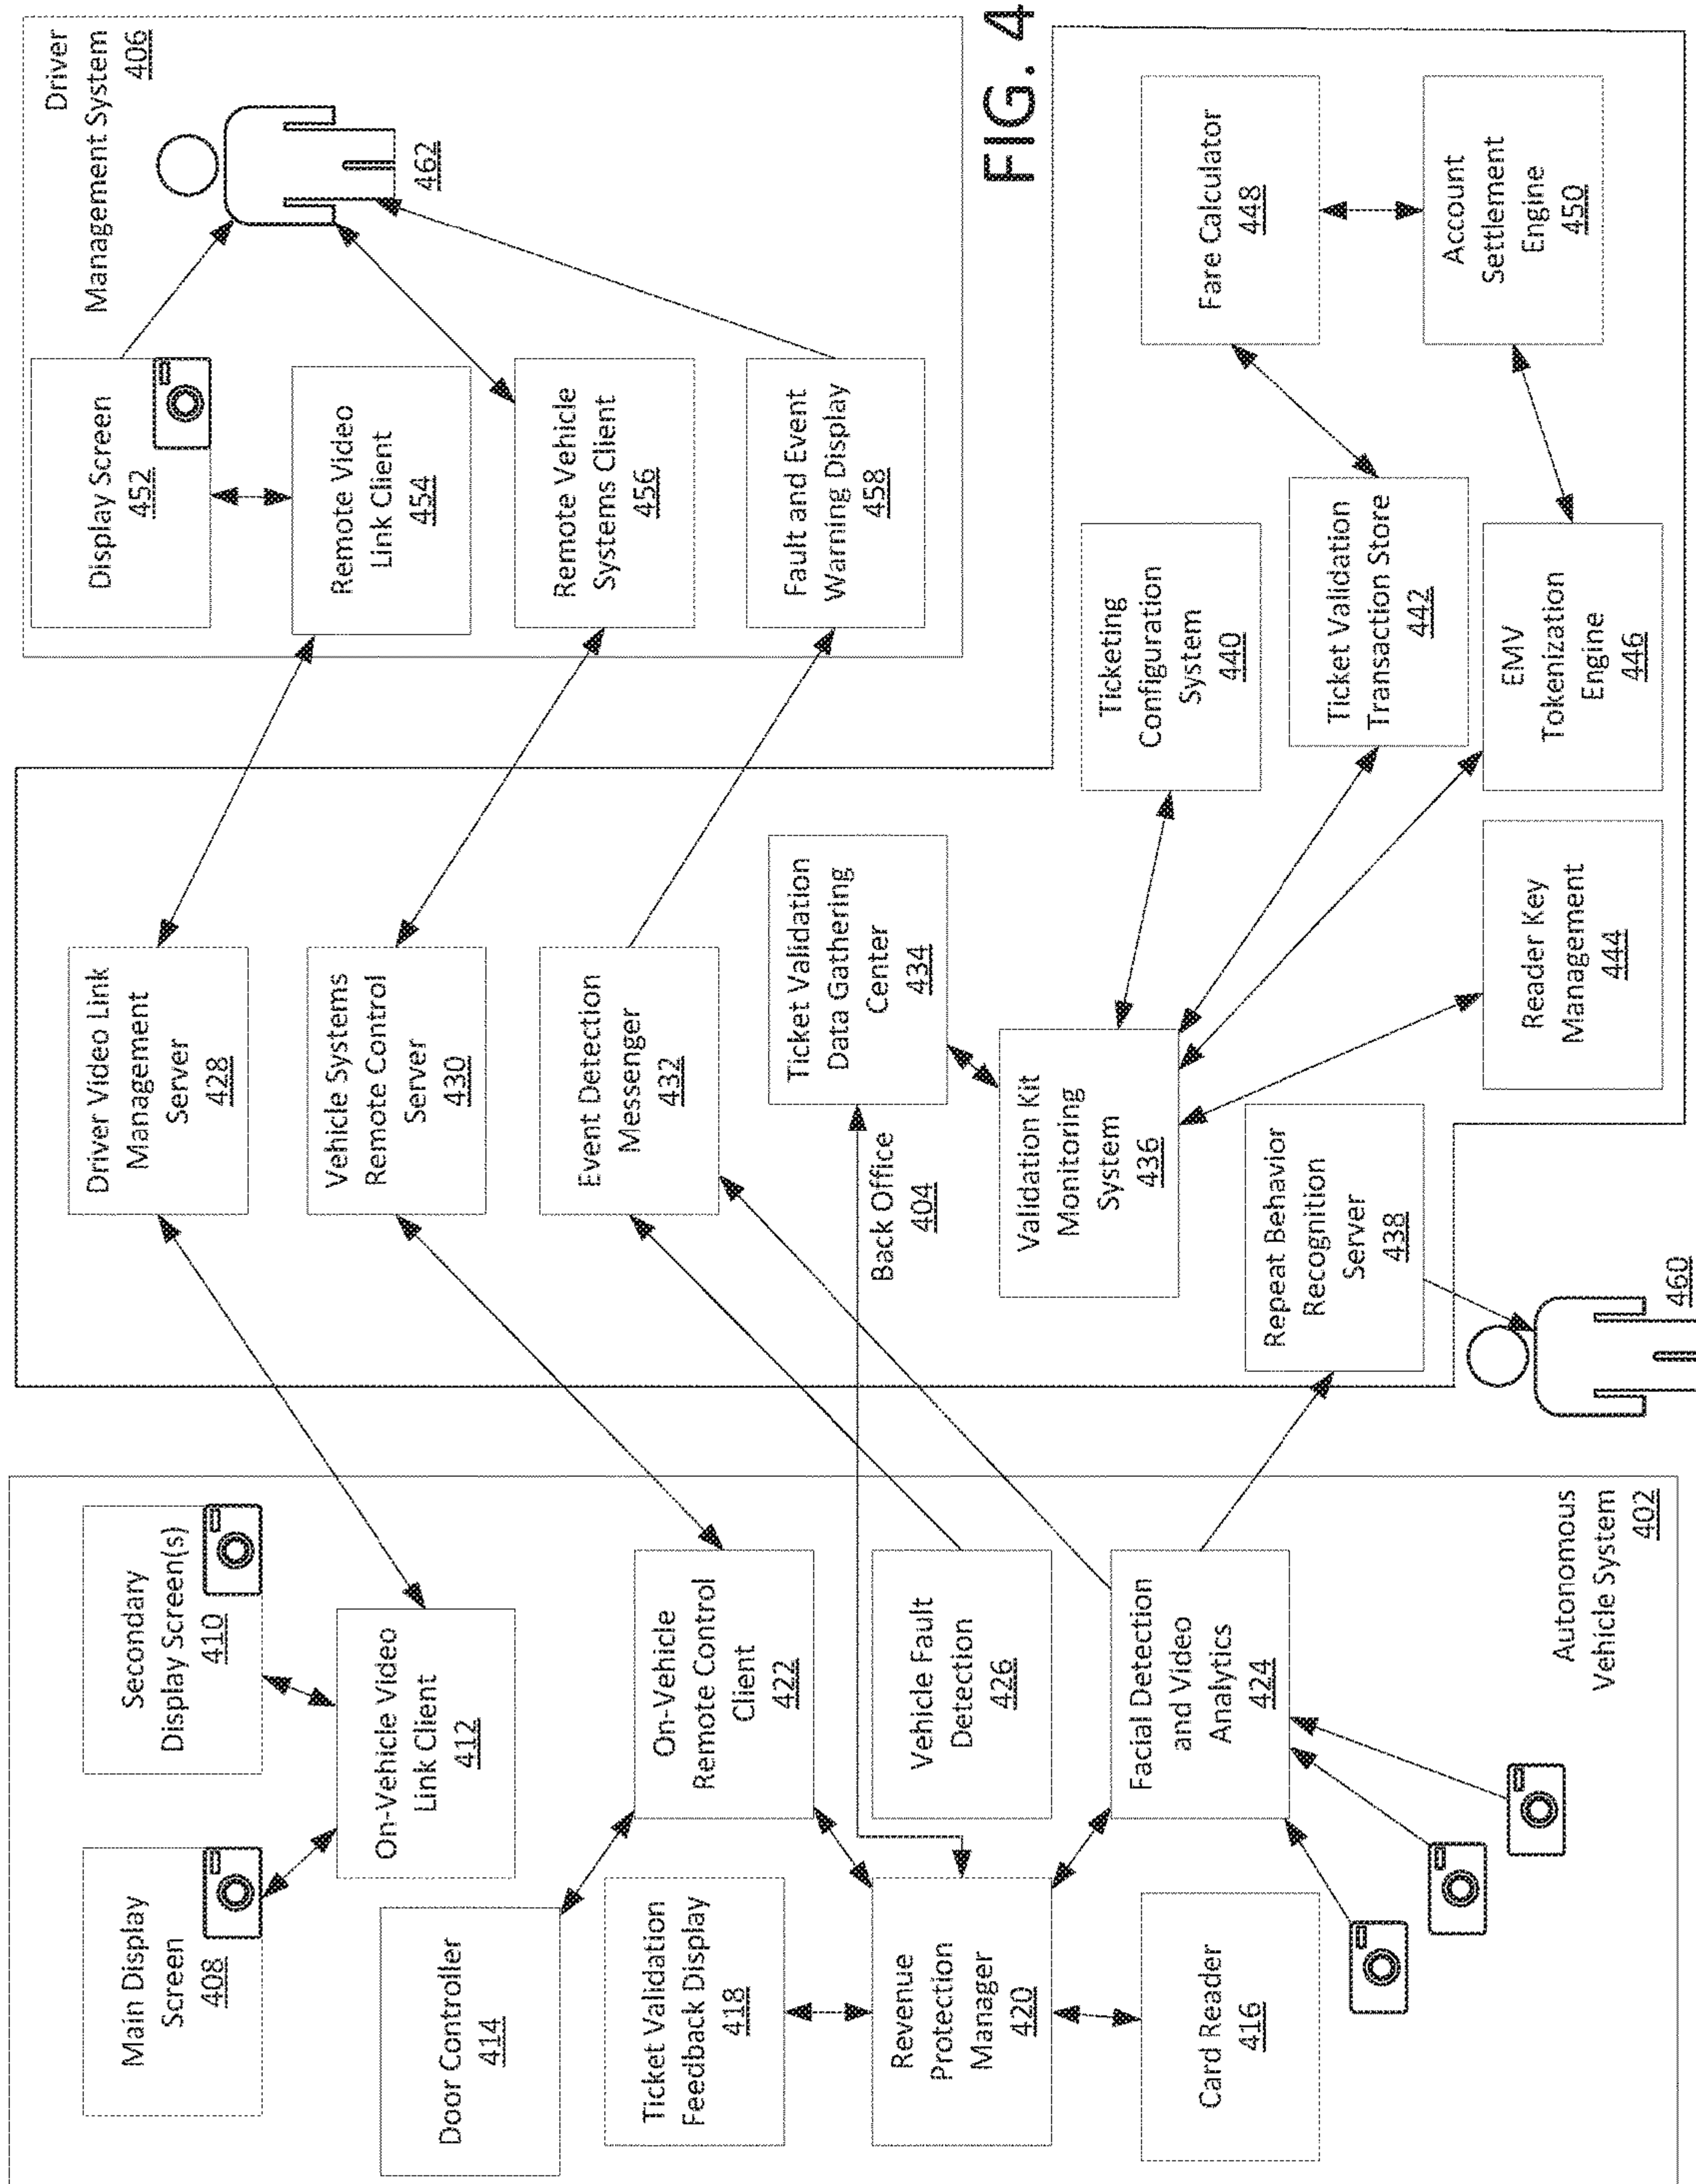 Main Display
Screen
408
Secondary
Display Screen(s)
410
On-Vehicle Video
Link Client
412
Door Controller
414
On-Vehicle
Remote Control
Client
422
Ticket Validation
Feedback Display
418
Revenue
Protection
Manager
420
Vehicle Fault
Detection
426
Card Reader
416
Facial Detection
and Video
Analytics
424
Autonomous
Vehicle System
402
Driver Video Link
Management
Server
428
Vehicle Systems
Remote Control
Server
430
Event Detection
Messenger
432
Back Office
404
Ticket Validation
Data Gathering
Center
434
Validation Kit
Monitoring
System
436
Repeat Behavior
Recognition
Server
438
460
Ticketing
Configuration
System
440
Ticket Validation
Transaction Store
442
Reader Key
Management
444
EMV
Tokenization
Engine
446
Fare Calculator
448
Account
Settlement
Engine
450
Driver
Management System
406
Display Screen
452
Remote Video
Link Client
454
Remote Vehicle
Systems Client
456
Fault and Event
Warning Display
458
462
FIG. 4